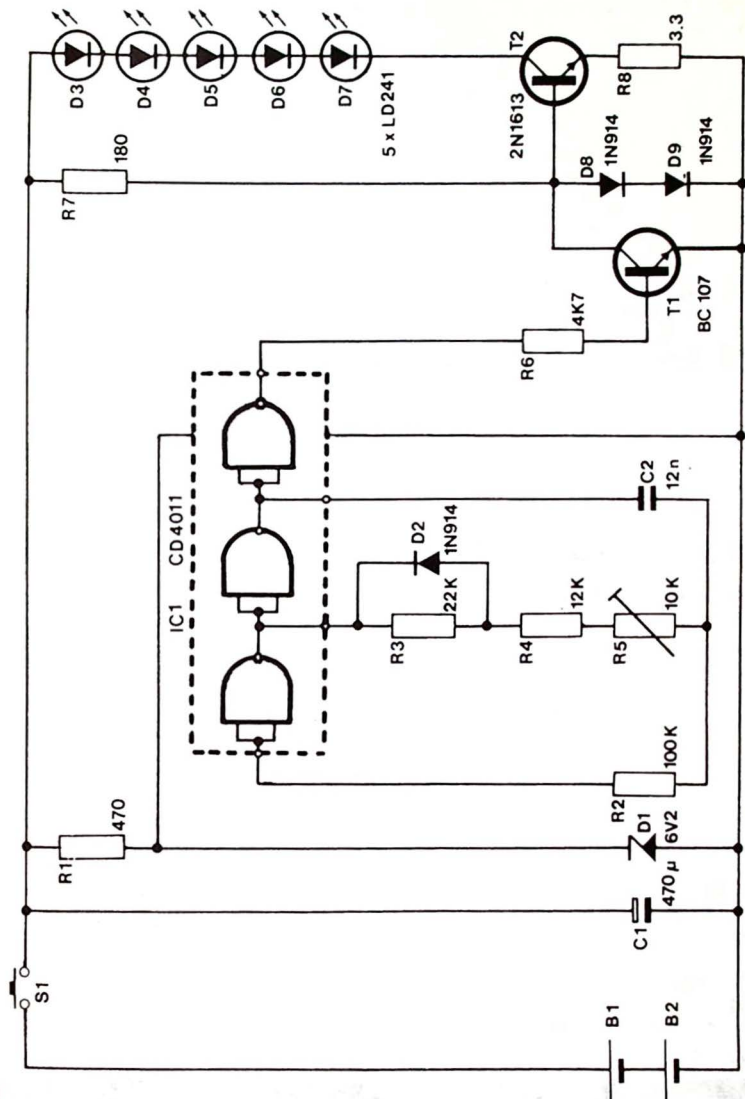 S1
B1
B2
C1
470 µ
R1
470
D1
6V2
R2
100K
IC1
CD4011
R3
22K
D2
1N914
R4
12K
R5
10K
C2
12n
R6
4K7
T1
BC 107
R7
180
D8
1N914
D9
1N914
D3
D4
D5
D6
D7
5 x LD241
T2
2N1613
R8
3.3